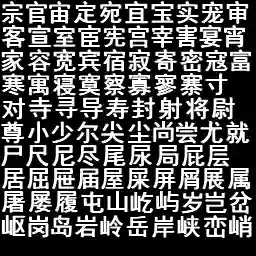 宗官宙定宛宜宝实宠审
客宣室宦宪宫宰害宴宵
家容宽宾宿寂寄密寇富
寒寓寝寞察寡寥寨寸
对寺寻导寿封射将尉
尊小少尔尖尘尚尝尤就
尸尺尼尽尾尿局屁层
居屈屉届屋屎屏屑展属
屠屡履屯山屹屿岁岂岔
岖岗岛岩岭岳岸峡峦峭